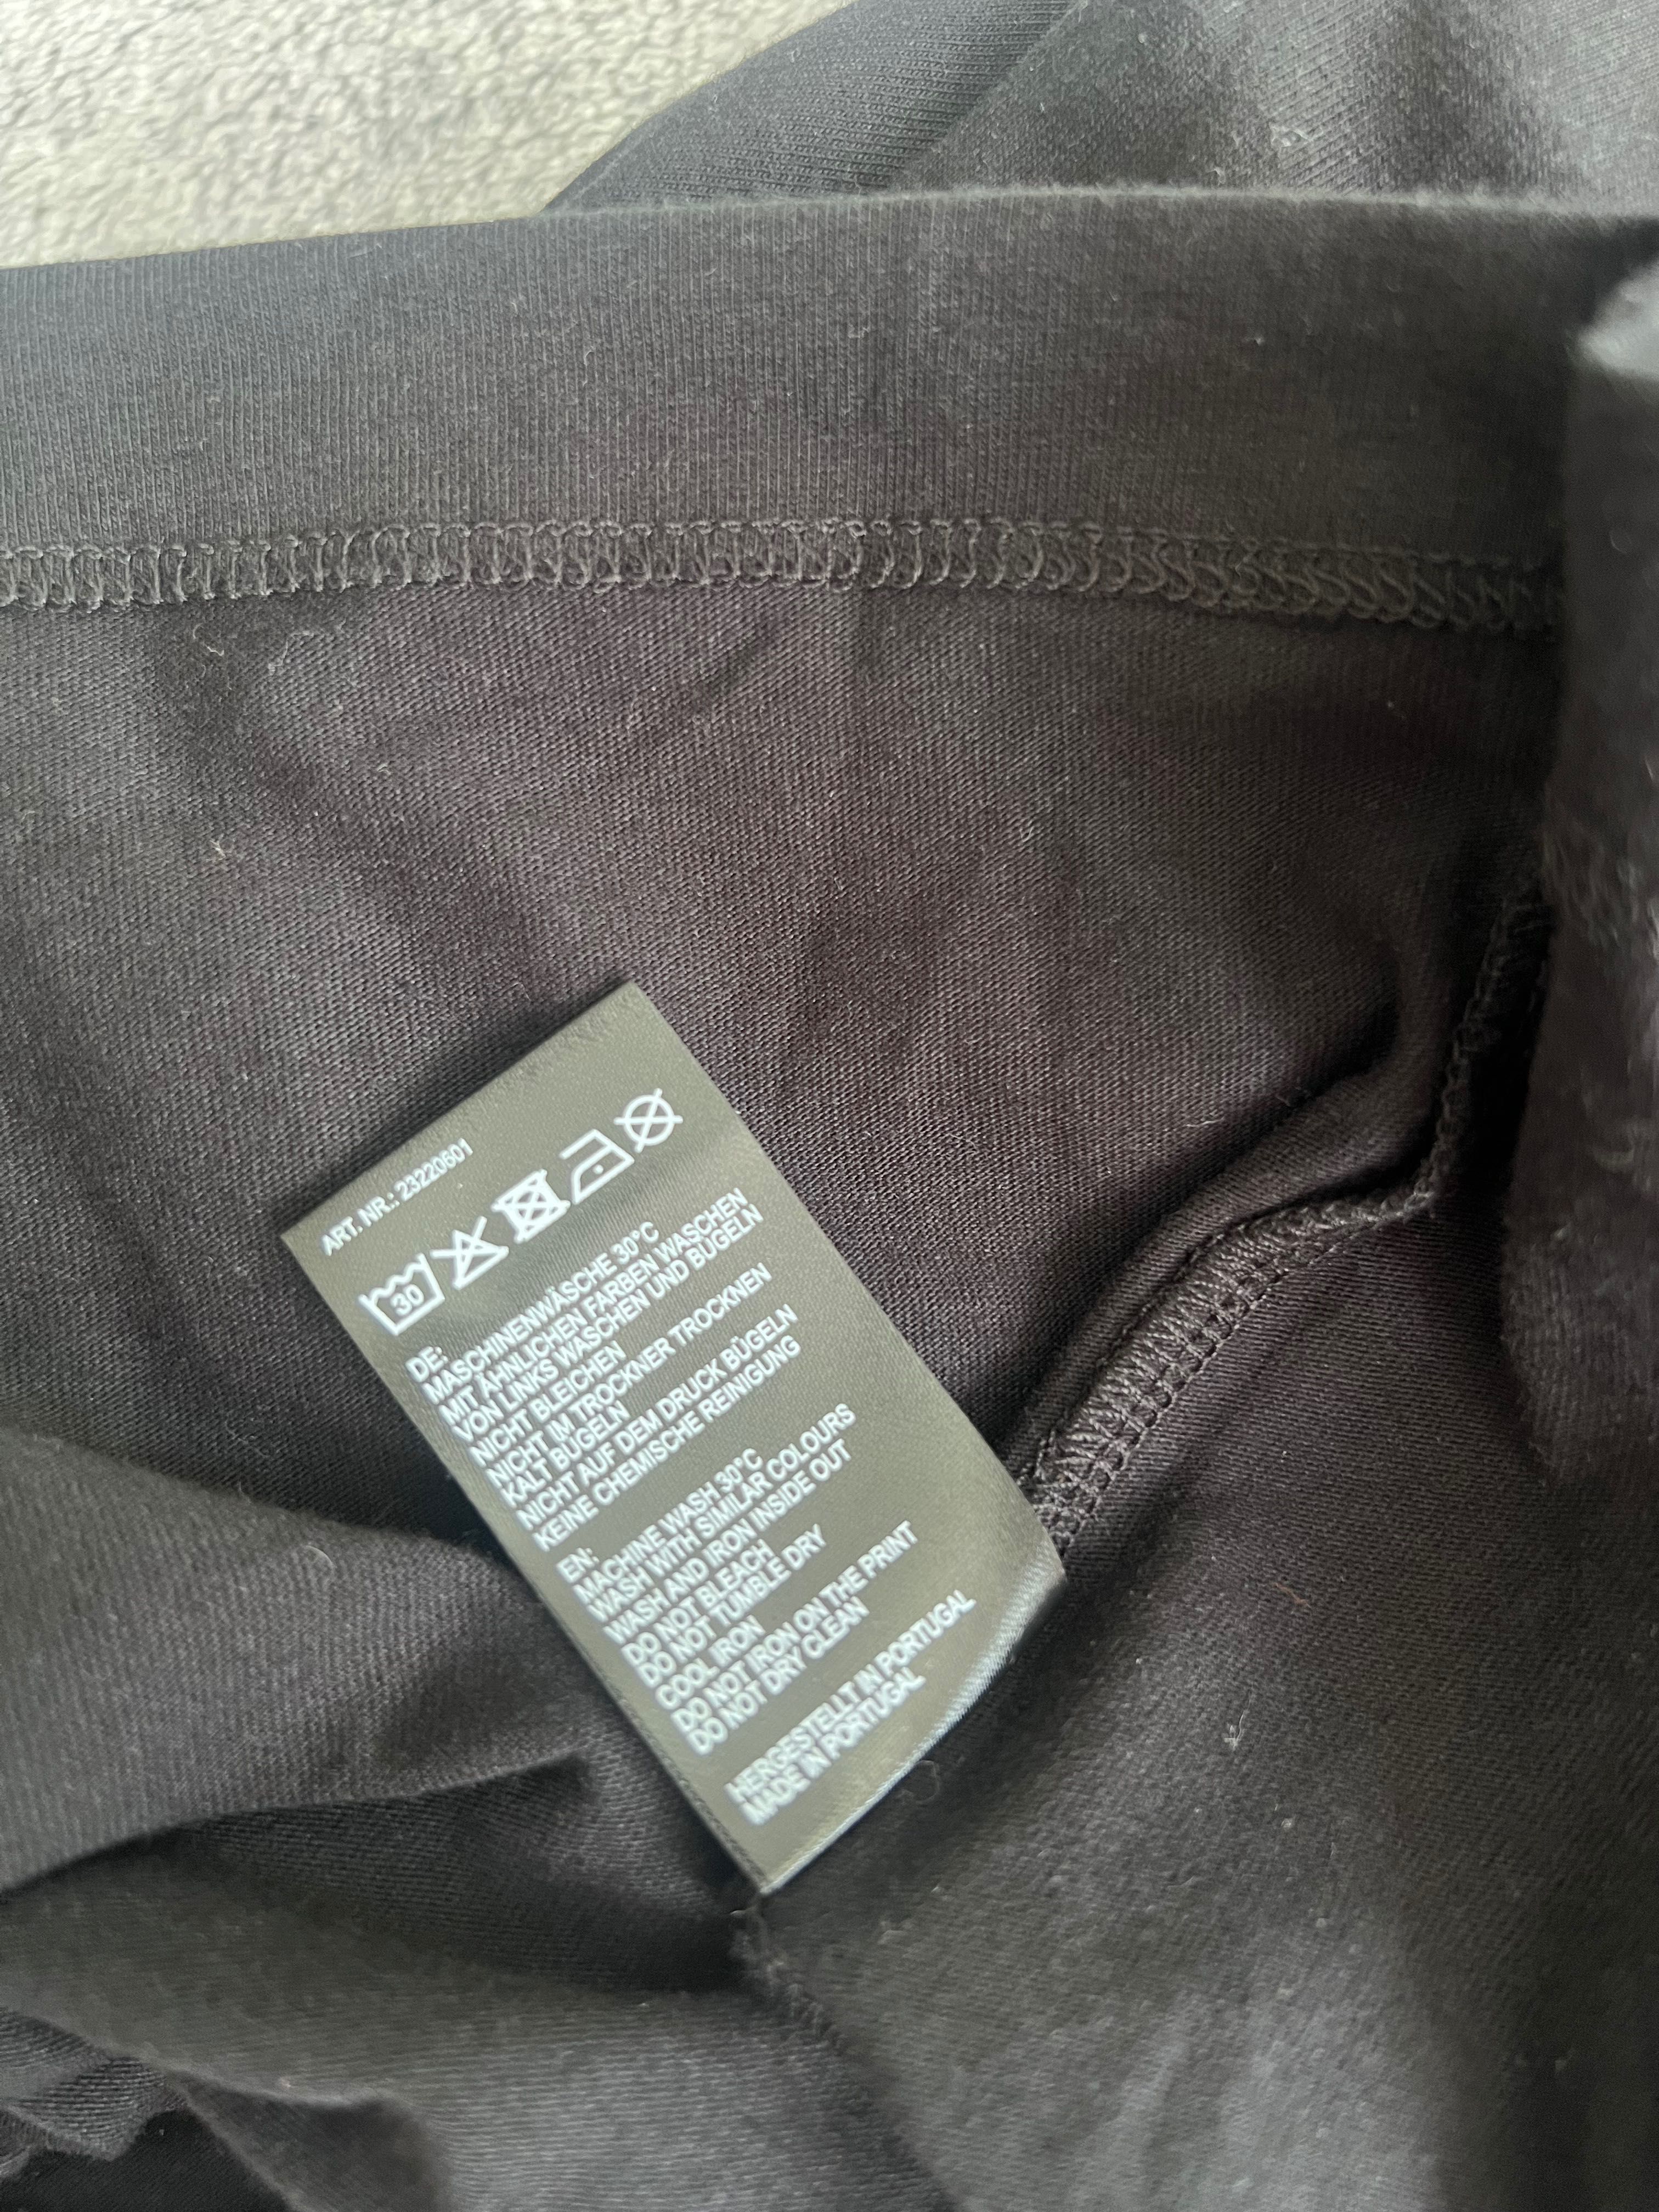 ART. NR.: 23220601
30
DE:
MASCHINENWÄSCHE 30°C
MIT ÄHNLICHEN FARBEN WASCHEN
VON LINKS WASCHEN UND BÜGELN
NICHT BLEICHEN
NICHT IM TROCKNER TROCKNEN
KALT BÜGELN
NICHT AUF DEM DRUCK BÜGELN
KEINE CHEMISCHE REINIGUNG
EN:
MACHINE WASH 30°C
WASH WITH SIMILAR COLOURS
WASH AND IRON INSIDE OUT
DO NOT BLEACH
DO NOT TUMBLE DRY
COOL IRON
DO NOT IRON ON THE PRINT
DO NOT DRY CLEAN
HERGESTELLT IN PORTUGAL
MADE IN PORTUGAL